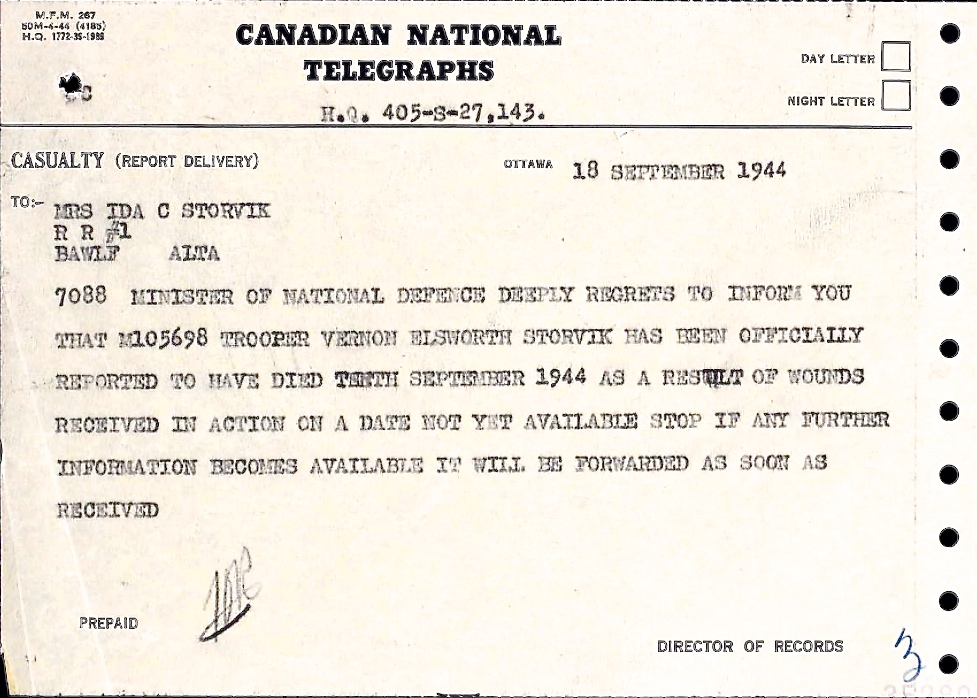 M.F.M. 267
50M-4-44 (4185)
H.Q. 1772-39-1989
CANADIAN NATIONAL
TELEGRAPHS
DAY LETTER
NIGHT LETTER
H.Q. 405-S-27,143.
CASUALTY (REPORT DELIVERY)
OTTAWA 18 SEPTEMBER 1944
TO:- MRS IDA C STORVIK
R R #1
BAWLF ALTA
7088 MINISTER OF NATIONAL DEFENCE DEEPLY REGRETS TO INFORM YOU
THAT M105698 TROOPER VERNON ELSWORTH STORVIK HAS BEEN OFFICIALLY
REPORTED TO HAVE DIED TENTH SEPTEMBER 1944 AS A RESULT OF WOUNDS
RECEIVED IN ACTION ON A DATE NOT YET AVAILABLE STOP IF ANY FURTHER
INFORMATION BECOMES AVAILABLE IT WILL BE FORWARDED AS SOON AS
RECEIVED
PREPAID
DIRECTOR OF RECORDS
3